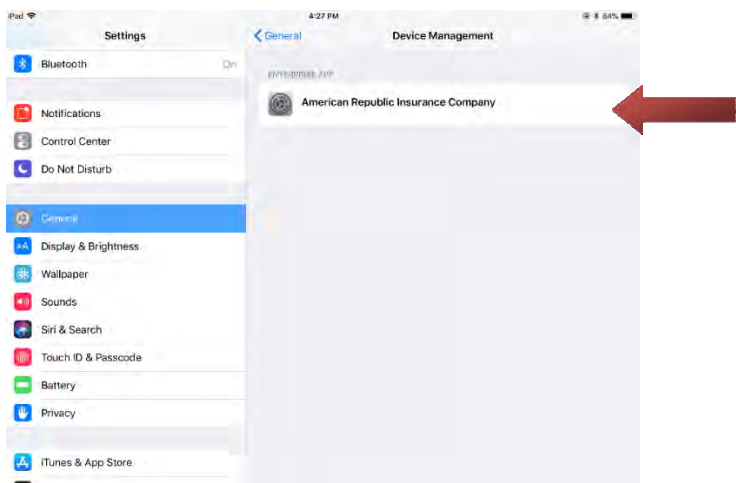 iPad 4:27 PM 84%
Settings
General Device Management
Bluetooth On
ENTERPRISE APP
American Republic Insurance Company
Notifications
Control Center
Do Not Disturb
General
AA Display & Brightness
Wallpaper
Sounds
Siri & Search
Touch ID & Passcode
Battery
Privacy
iTunes & App Store